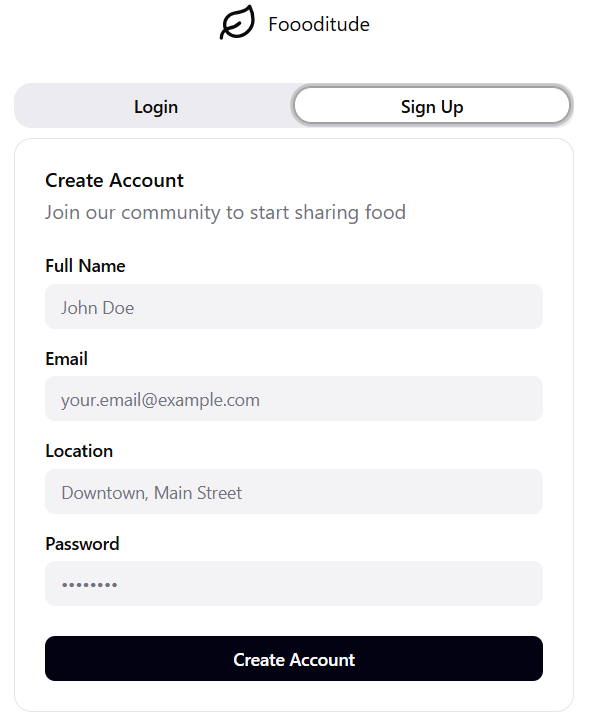 Foooditude
Login
Sign Up
Create Account
Join our community to start sharing food
Full Name
John Doe
Email
your.email@example.com
Location
Downtown, Main Street
Password
••••••••
Create Account